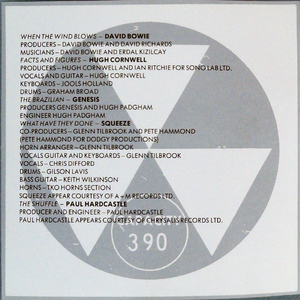 WHEN THE WIND BLOWS – DAVID BOWIE
PRODUCERS – DAVID BOWIE AND DAVID RICHARDS
MUSICIANS – DAVID BOWIE AND ERDAL KIZILCAY
FACTS AND FIGURES – HUGH CORNWELL
PRODUCERS – HUGH CORNWELL AND IAN RITCHIE FOR SONG LAB LTD.
VOCALS AND GUITAR – HUGH CORNWELL
KEYBOARDS – JOOLS HOLLAND
DRUMS – GRAHAM BROAD
THE BRAZILIAN – GENESIS
PRODUCERS GENESIS AND HUGH PADGHAM
ENGINEER HUGH PADGHAM
WHAT HAVE THEY DONE – SQUEEZE
CO-PRODUCERS – GLENN TILBROOK AND PETE HAMMOND
(PETE HAMMOND FOR DODGY PRODUCTIONS)
HORN ARRANGER – GLENN TILBROOK
VOCALS GUITAR AND KEYBOARDS – GLENN TILBROOK
VOCALS – CHRIS DIFFORD
DRUMS – GILSON LAVIS
BASS GUITAR – KEITH WILKINSON
HORNS – TKO HORNS SECTION
SQUEEZE APPEAR COURTESY OF A+M RECORDS LTD.
THE SHUFFLE – PAUL HARDCASTLE
PRODUCER AND ENGINEER – PAUL HARDCASTLE
PAUL HARDCASTLE APPEARS COURTESY OF CHRYSALIS RECORDS LTD.
390